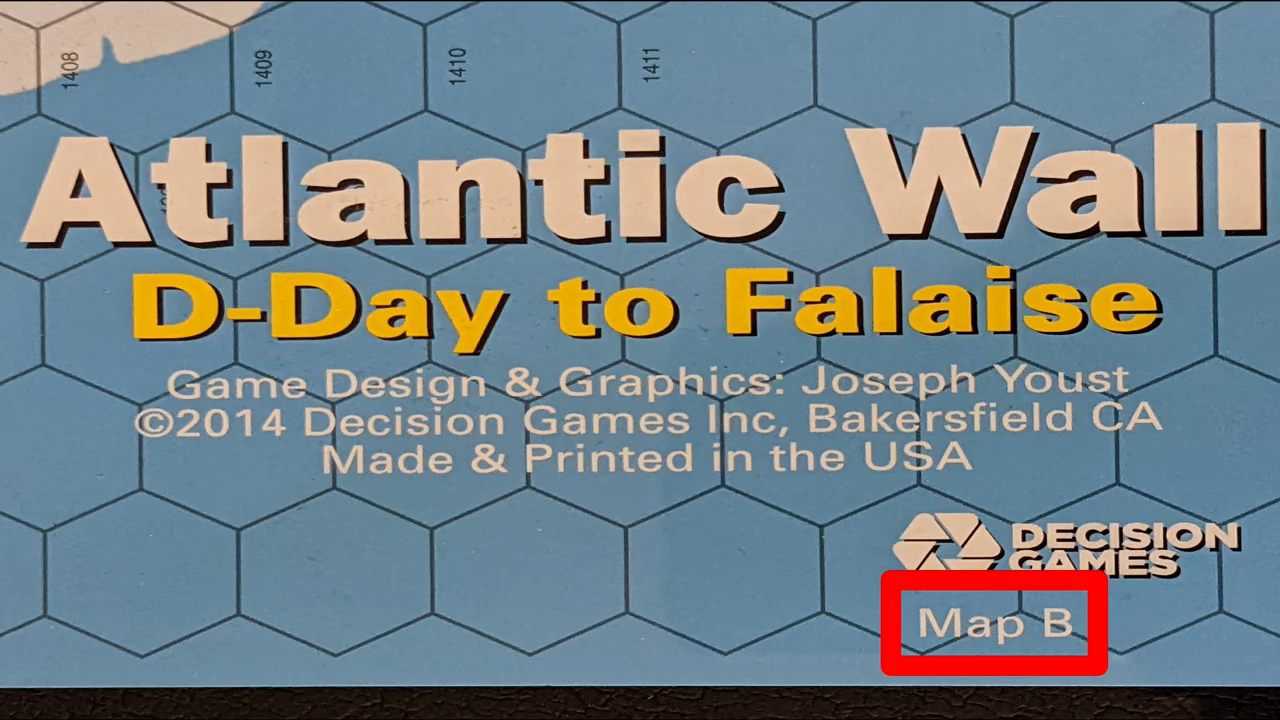 1408
1409
1410
1411
Atlantic Wall
D-Day to Falaise
Game Design & Graphics: Joseph Youst
©2014 Decision Games Inc, Bakersfield CA
Made & Printed in the USA
DECISION
GAMES
Map B